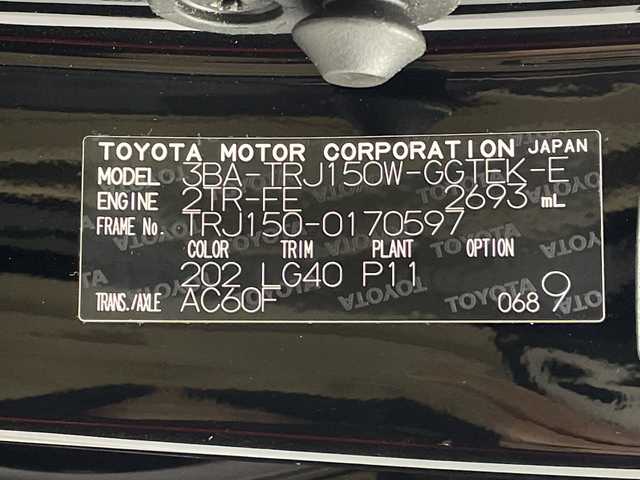 TOYOTA MOTOR CORPORATION JAPAN
MODEL 3BA-TRJ150W-GGTEK-E
ENGINE 2TR-FE 2693 mL
FRAME No. TRJ150-0170597
COLOR TRIM PLANT OPTION
202 LG40 P11
TRANS./AXLE AC60F 068 9